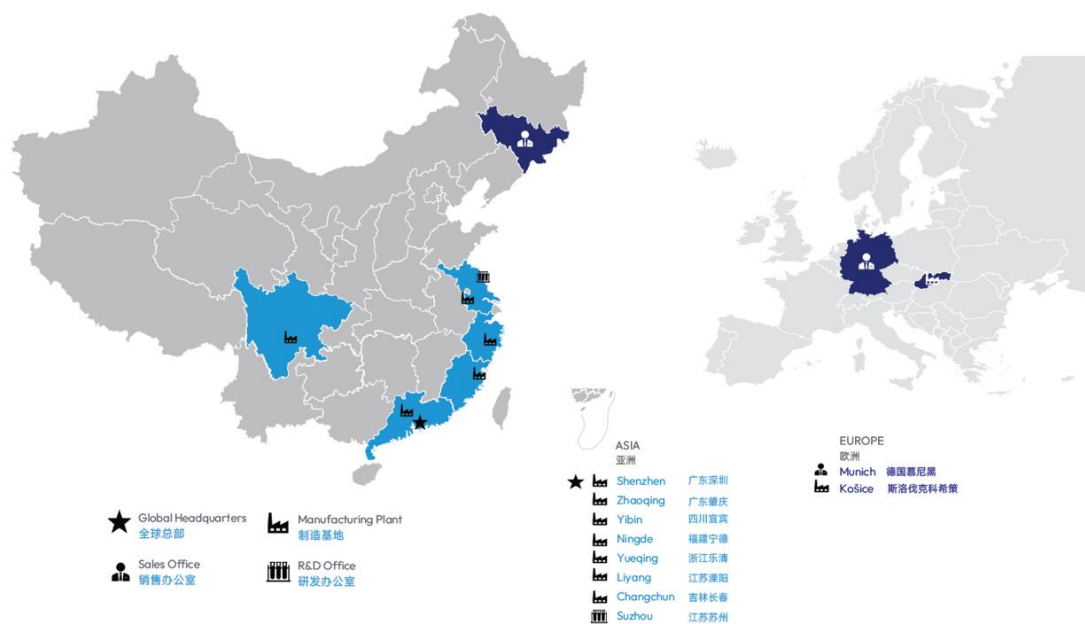 Global Headquarters
全球总部
Manufacturing Plant
制造基地
Sales Office
销售办公室
R&D Office
研发办公室
ASIA
亚洲
Shenzhen 广东深圳
Zhaoqing 广东肇庆
Yibin 四川宜宾
Ningde 福建宁德
Yueqing 浙江乐清
Liyang 江苏溧阳
Changchun 吉林长春
Suzhou 江苏苏州
EUROPE
欧洲
Munich 德国慕尼黑
Košice 斯洛伐克科希策